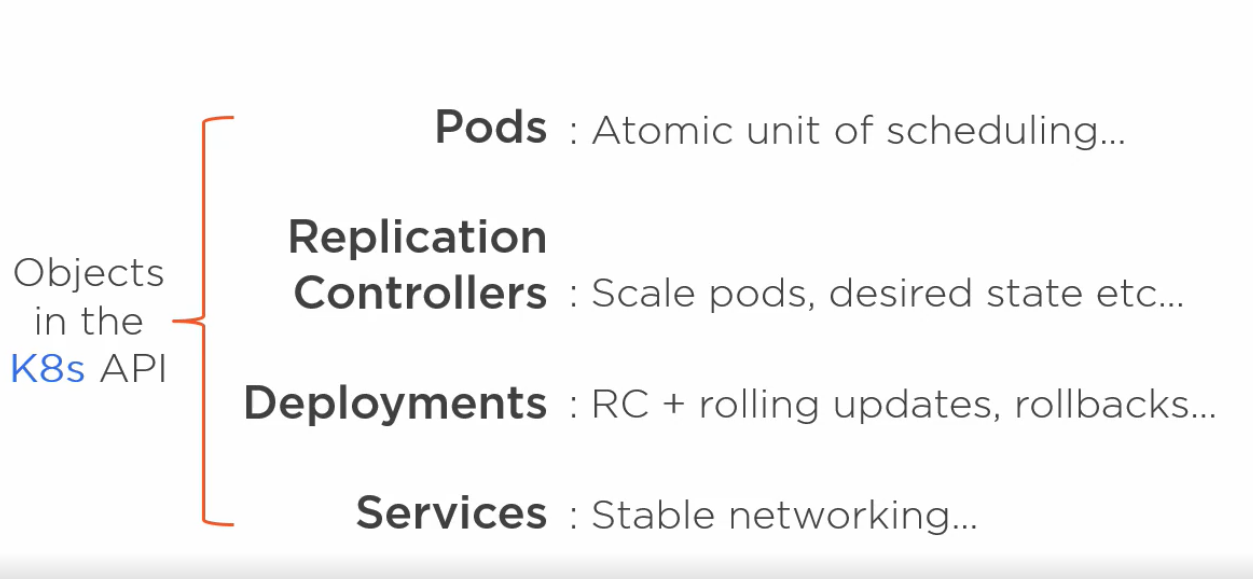 Objects
in the
K8s API
Pods : Atomic unit of scheduling...
Replication
Controllers : Scale pods, desired state etc...
Deployments : RC + rolling updates, rollbacks...
Services : Stable networking...